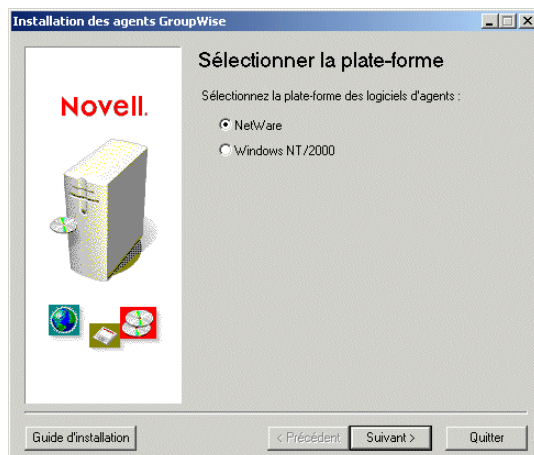 Installation des agents GroupWise
Sélectionner la plate-forme
Novell.
Sélectionnez la plate-forme des logiciels d'agents :
NetWare
Windows NT/2000
Guide d'installation
< Précédent
Suivant >
Quitter